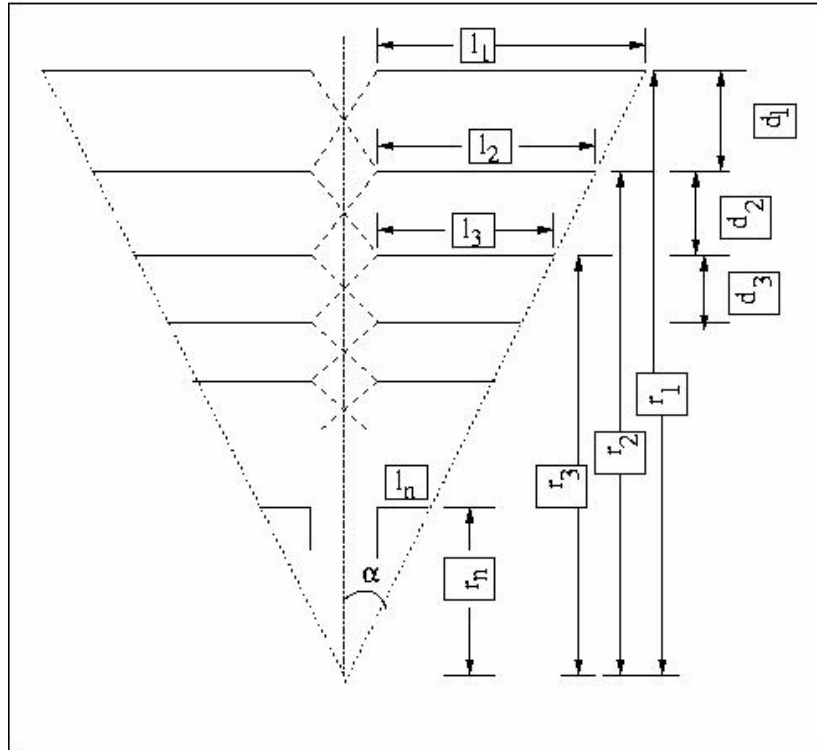 l₁
d₁
l₂
d₂
l₃
d₃
r₁
r₂
r₃
lₙ
rₙ
α